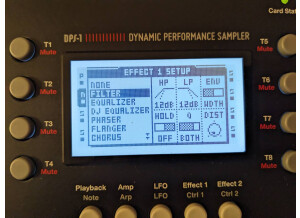 Card Stat
DPS-1 DYNAMIC PERFORMANCE SAMPLER
T1
Mute
T2
Mute
T3
Mute
T4
Mute
T5
Mute
T6
Mute
T7
Mute
T8
Mute
EFFECT 1 SETUP
NONE
FILTER
EQUALIZER
DJ EQUALIZER
PHASER
FLANGER
CHORUS
HP LP ENV
12dB 12dB WDTH
HOLD Q DIST
OFF BOTH
Playback
Note
Amp
Arp
LFO
LFO
Effect 1
Ctrl 1
Effect 2
Ctrl 2